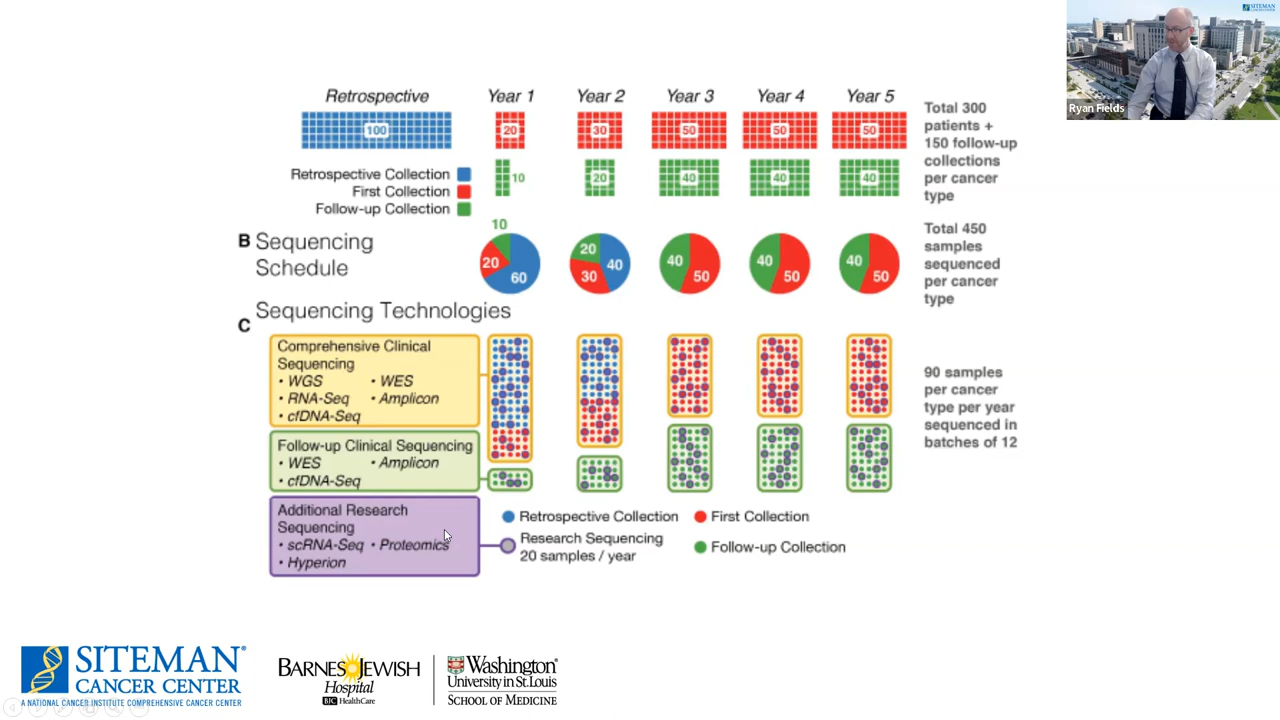 SITEMAN
CANCER CENTER
Ryan Fields
Retrospective Year 1 Year 2 Year 3 Year 4 Year 5
100 20 30 50 50 50
Total 300
patients +
150 follow-up
collections
per cancer
type
Retrospective Collection
First Collection
Follow-up Collection
10 20 40 40 40
B Sequencing
Schedule
10
20 60
20 40 30
40 50
40 50
40 50
Total 450
samples
sequenced
per cancer
type
C Sequencing Technologies
Comprehensive Clinical
Sequencing
• WGS • WES
• RNA-Seq • Amplicon
• cfDNA-Seq
Follow-up Clinical Sequencing
• WES • Amplicon
• cfDNA-Seq
Additional Research
Sequencing
• scRNA-Seq • Proteomics
• Hyperion
90 samples
per cancer
type per year
sequenced in
batches of 12
Retrospective Collection
First Collection
Research Sequencing
20 samples / year
Follow-up Collection
SITEMAN®
CANCER CENTER
A NATIONAL CANCER INSTITUTE COMPREHENSIVE CANCER CENTER
BARNES JEWISH
Hospital
BJC HealthCare
Washington
University in St. Louis
SCHOOL OF MEDICINE